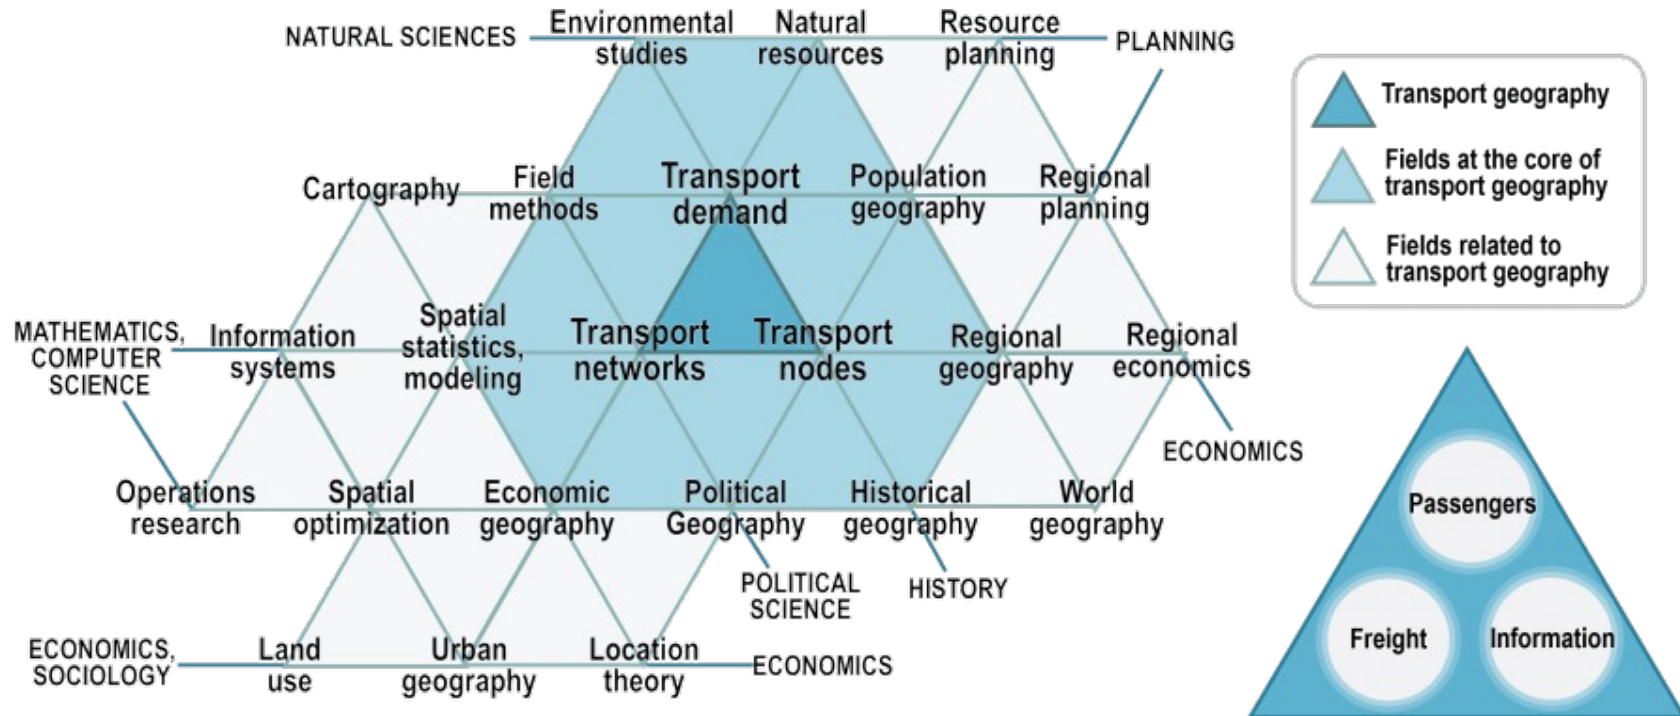 NATURAL SCIENCES
Environmental
studies
Natural
resources
Resource
planning
PLANNING
Cartography
Field
methods
Transport
demand
Population
geography
Regional
planning
MATHEMATICS,
COMPUTER
SCIENCE
Information
systems
Spatial
statistics,
modeling
Transport
networks
Transport
nodes
Regional
geography
Regional
economics
ECONOMICS
Operations
research
Spatial
optimization
Economic
geography
Political
Geography
Historical
geography
World
geography
POLITICAL
SCIENCE
HISTORY
ECONOMICS,
SOCIOLOGY
Land
use
Urban
geography
Location
theory
ECONOMICS
Transport geography
Fields at the core of
transport geography
Fields related to
transport geography
Passengers
Freight
Information